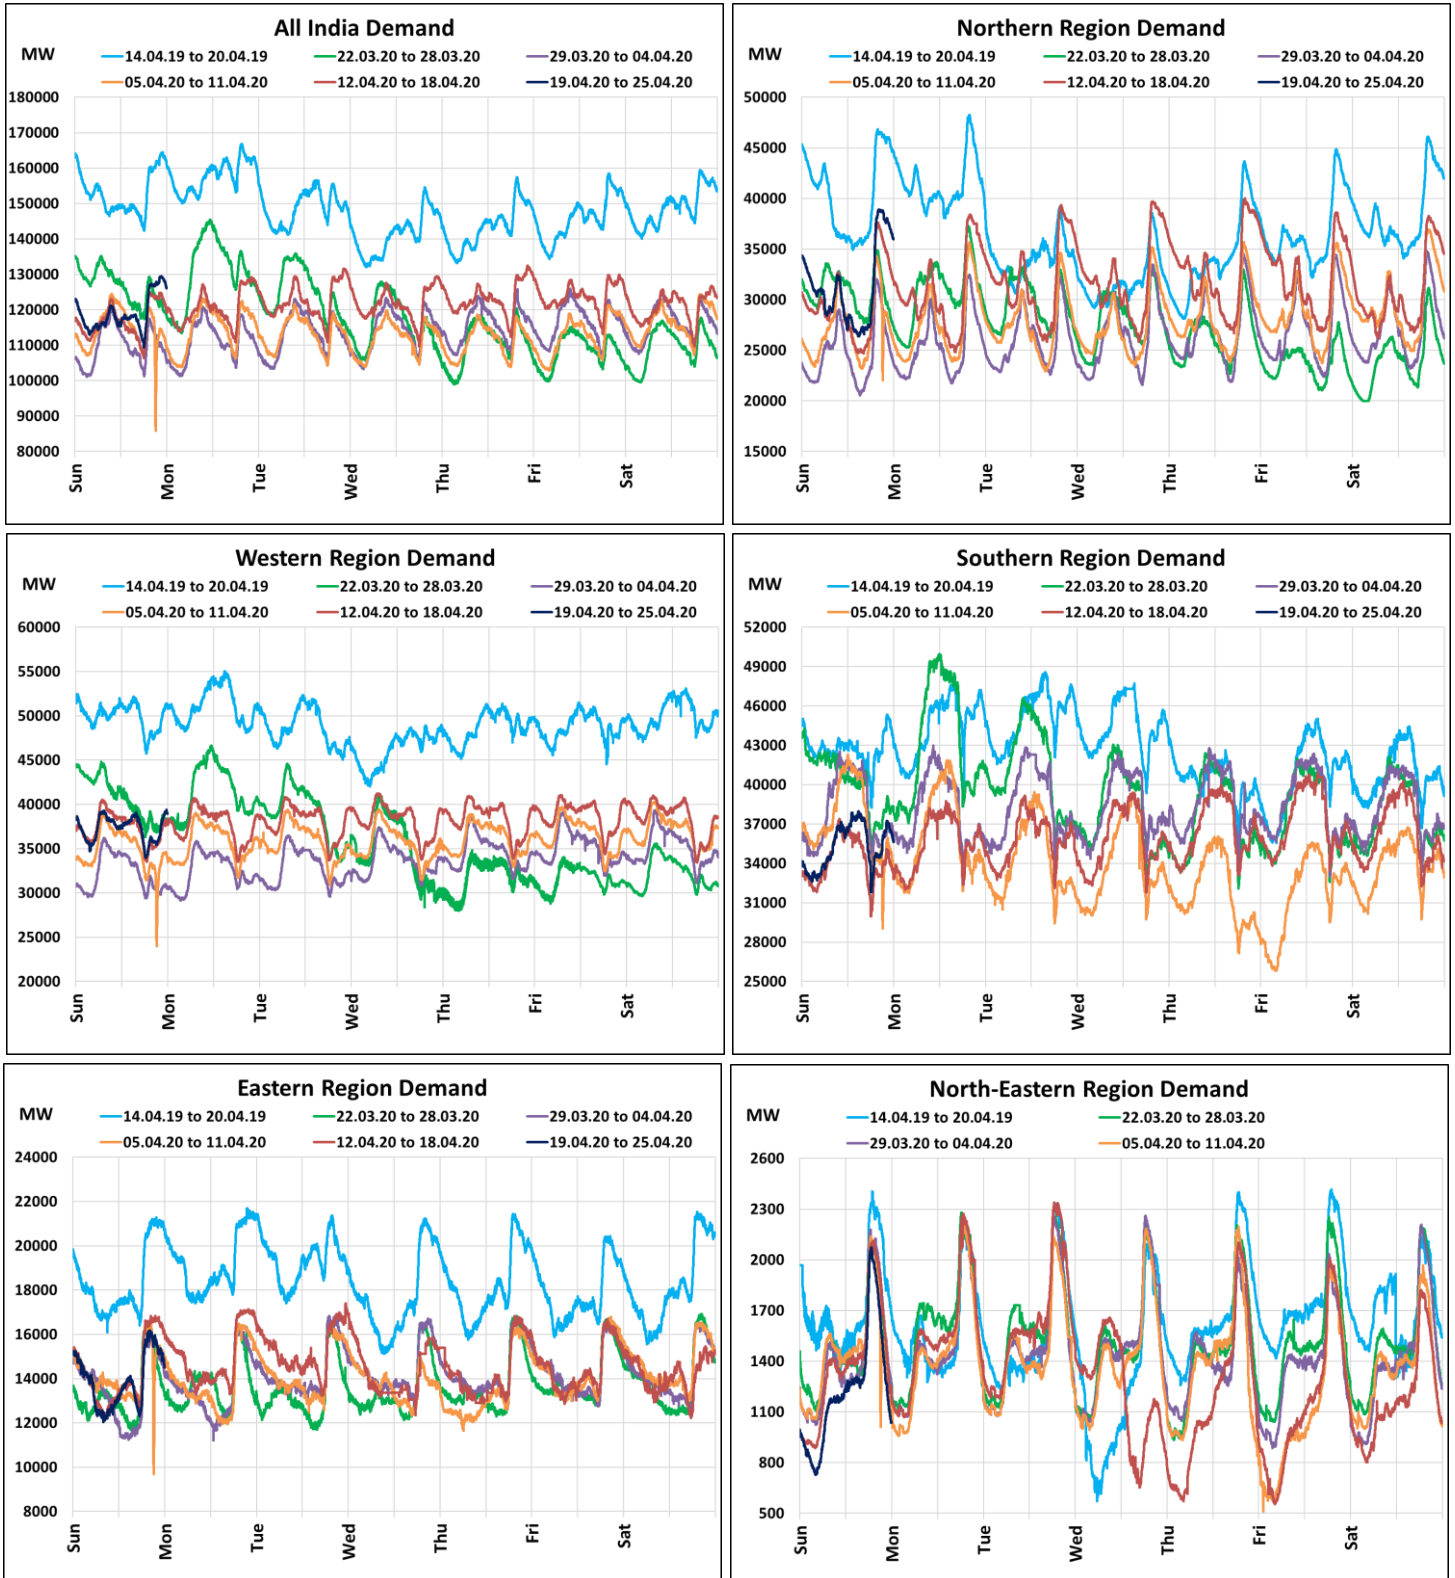 All India Demand
MW
14.04.19 to 20.04.19 22.03.20 to 28.03.20 29.03.20 to 04.04.20
05.04.20 to 11.04.20 12.04.20 to 18.04.20 19.04.20 to 25.04.20
180000
170000
160000
150000
140000
130000
120000
110000
100000
90000
80000
Sun Mon Tue Wed Thu Fri Sat
Northern Region Demand
MW
14.04.19 to 20.04.19 22.03.20 to 28.03.20 29.03.20 to 04.04.20
05.04.20 to 11.04.20 12.04.20 to 18.04.20 19.04.20 to 25.04.20
50000
45000
40000
35000
30000
25000
20000
15000
Sun Mon Tue Wed Thu Fri Sat
Western Region Demand
MW
14.04.19 to 20.04.19 22.03.20 to 28.03.20 29.03.20 to 04.04.20
05.04.20 to 11.04.20 12.04.20 to 18.04.20 19.04.20 to 25.04.20
60000
55000
50000
45000
40000
35000
30000
25000
20000
Sun Mon Tue Wed Thu Fri Sat
Southern Region Demand
MW
14.04.19 to 20.04.19 22.03.20 to 28.03.20 29.03.20 to 04.04.20
05.04.20 to 11.04.20 12.04.20 to 18.04.20 19.04.20 to 25.04.20
52000
49000
46000
43000
40000
37000
34000
31000
28000
25000
Sun Mon Tue Wed Thu Fri Sat
Eastern Region Demand
MW
14.04.19 to 20.04.19 22.03.20 to 28.03.20 29.03.20 to 04.04.20
05.04.20 to 11.04.20 12.04.20 to 18.04.20 19.04.20 to 25.04.20
24000
22000
20000
18000
16000
14000
12000
10000
8000
Sun Mon Tue Wed Thu Fri Sat
North-Eastern Region Demand
MW
14.04.19 to 20.04.19 22.03.20 to 28.03.20
29.03.20 to 04.04.20 05.04.20 to 11.04.20
2600
2300
2000
1700
1400
1100
800
500
Sun Mon Tue Wed Thu Fri Sat